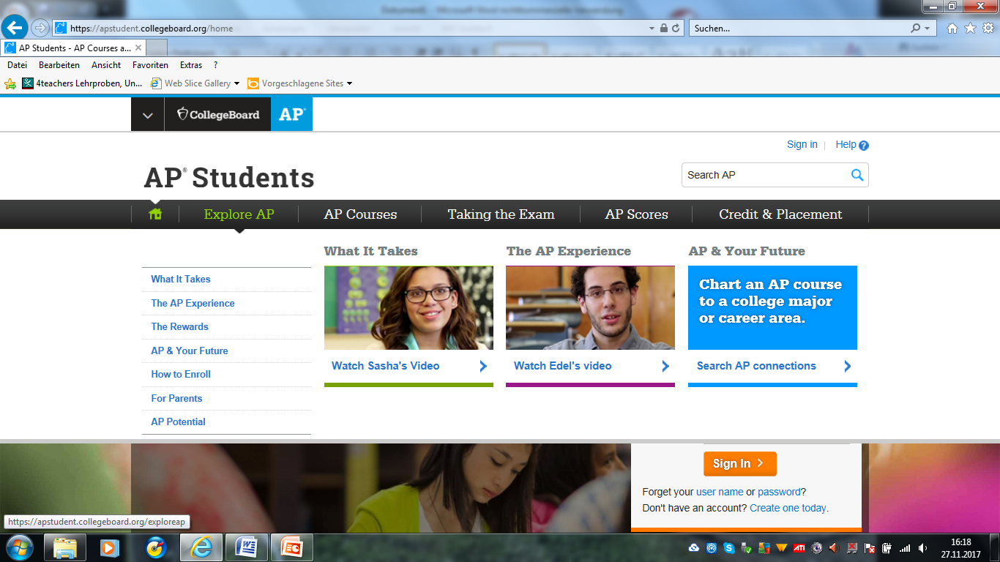 https://apstudent.collegeboard.org/home
Suchen...
AP Students - AP Courses a...
Datei Bearbeiten Ansicht Favoriten Extras ?
4teachers Lehrproben, Un... Web Slice Gallery Vorgeschlagene Sites
CollegeBoard AP®
Sign in Help ?
AP® Students
Search AP
Explore AP AP Courses Taking the Exam AP Scores Credit & Placement
What It Takes
The AP Experience
The Rewards
AP & Your Future
How to Enroll
For Parents
AP Potential
What It Takes
Watch Sasha's Video
The AP Experience
Watch Edel's video
AP & Your Future
Chart an AP course
to a college major
or career area.
Search AP connections
Sign In
Forget your user name or password?
Don't have an account? Create one today.
https://apstudent.collegeboard.org/exploreap
ATI
16:18
27.11.2017